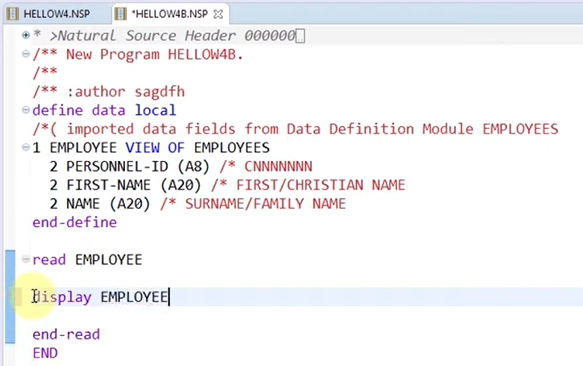 HELLOW4.NSP *HELLOW4B.NSP
* >Natural Source Header 000000
/** New Program HELLOW4B.
/**
/** :author sagdfh
define data local
/*( imported data fields from Data Definition Module EMPLOYEES
1 EMPLOYEE VIEW OF EMPLOYEES
2 PERSONNEL-ID (A8) /* CNNNNNNN
2 FIRST-NAME (A20) /* FIRST/CHRISTIAN NAME
2 NAME (A20) /* SURNAME/FAMILY NAME
end-define
read EMPLOYEE
display EMPLOYEE
end-read
END